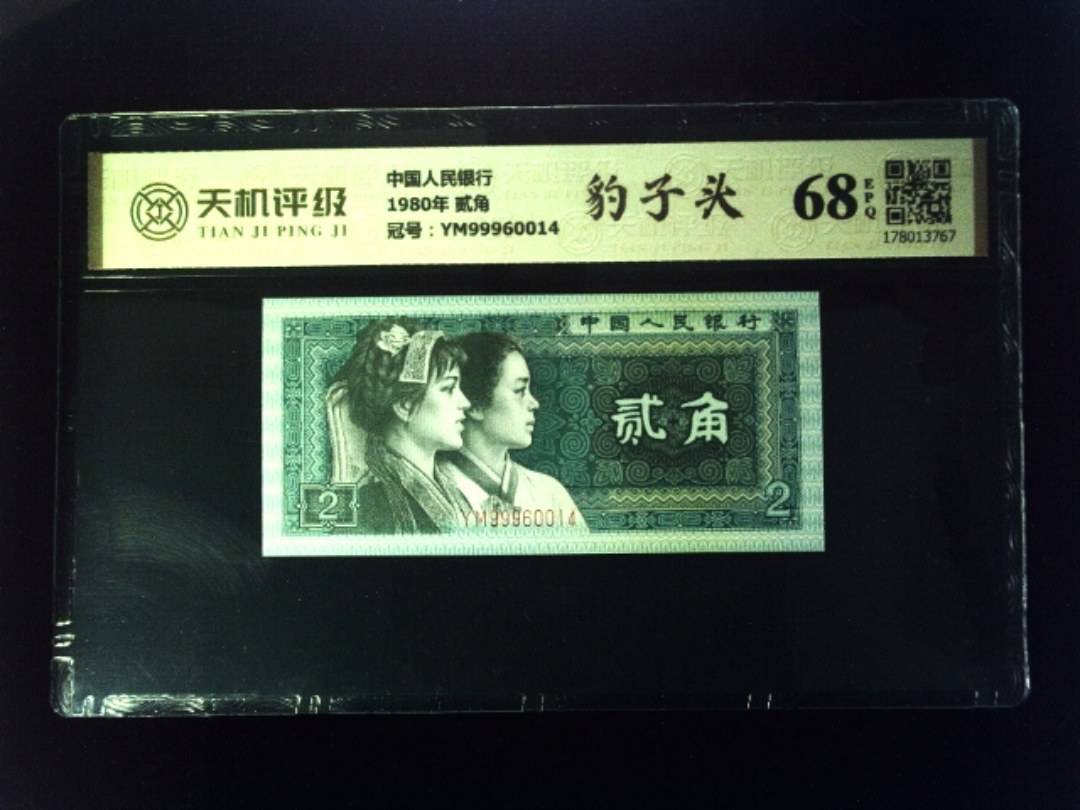 天机评级
TIAN JI PING JI
中国人民银行
1980年 贰角
冠号：YM99960014
豹子头
68
EPQ
178013767
中国人民银行
贰角
2
2
YM99960014